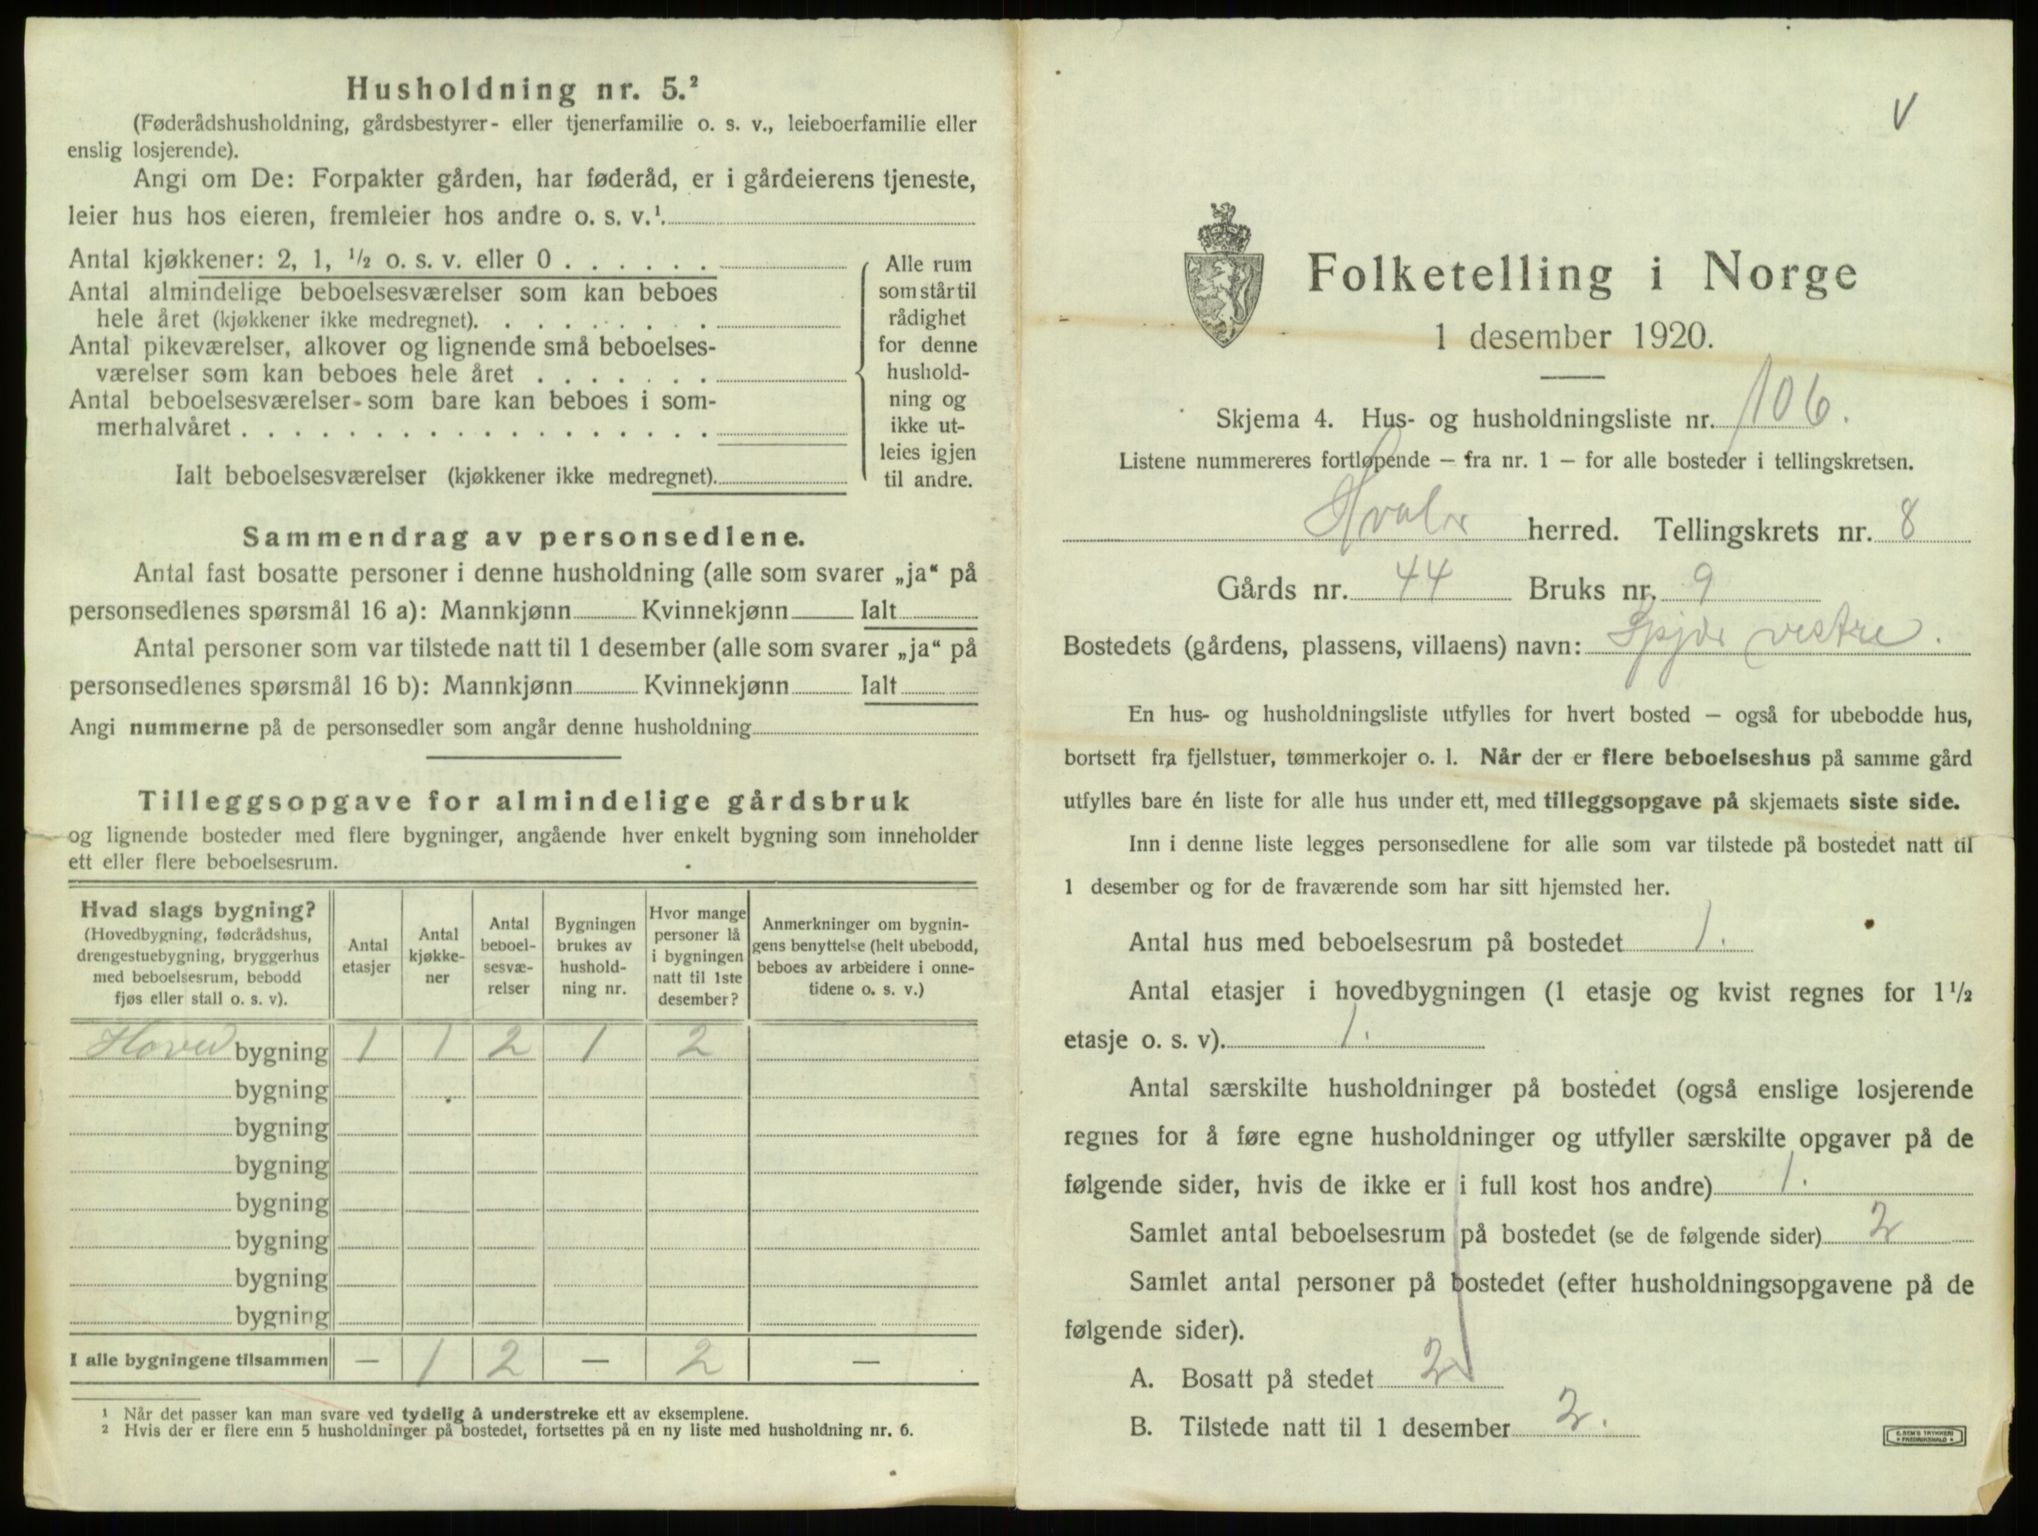 Husholdning nr. 5.²
(Føderådshusholdning, gårdsbestyrer- eller tjenerfamilie o. s. v., leieboerfamilie eller
enslig losjerende).
Angi om De: Forpakter gården, har føderåd, er i gårdeierens tjeneste,
leier hus hos eieren, fremleier hos andre o. s. v.¹.
Antal kjøkkener: 2, 1, ½ o. s. v. eller 0 . . . . . .
Antal almindelige beboelsesværelser som kan beboes
hele året (kjøkkener ikke medregnet). . . . . . . .
Antal pikeværelser, alkover og lignende små beboelses-
værelser som kan beboes hele året . . . . . . .
Antal beboelsesværelser som bare kan beboes i som-
merhalvåret . . . . . . . . . . . . . . . . . .
Ialt beboelsesværelser (kjøkkener ikke medregnet).
Alle rum
som står til
rådighet
for denne
hushold-
ning og
ikke ut-
leies igjen
til andre.
Sammendrag av personsedlene.
Antal fast bosatte personer i denne husholdning (alle som svarer „ja“ på
personsedlenes spørsmål 16 a): Mannkjønn Kvinnekjønn Ialt
Antal personer som var tilstede natt til 1 desember (alle som svarer „ja“ på
personsedlenes spørsmål 16 b): Mannkjønn Kvinnekjønn Ialt
Angi nummerne på de personsedler som angår denne husholdning
Tilleggsopgave for almindelige gårdsbruk
og lignende bosteder med flere bygninger, angående hver enkelt bygning som inneholder
ett eller flere beboelsesrum.
Hvad slags bygning?
(Hovedbygning, føderådshus,
drengestuebygning, bryggerhus
med beboelsesrum, bebodd
fjøs eller stall o. s. v).
Antal
etasjer
Antal
kjøkke-
ner
Antal
beboel-
sesvæ-
relser
Bygningen
brukes av
hushold-
ning nr.
Hvor mange
personer lå
i bygningen
natt til 1ste
desember?
Anmerkninger om bygnin-
gens benyttelse (helt ubebodd,
beboes av arbeidere i onne-
tidene o. s. v.)
Hoved bygning 1 1 2 1 2
bygning
bygning
bygning
bygning
bygning
bygning
bygning
I alle bygningene tilsammen — 1 2 — 2 —
¹ Når det passer kan man svare ved tydelig å understreke ett av eksemplene.
² Hvis der er flere enn 5 husholdninger på bostedet, fortsettes på en ny liste med husholdning nr. 6.
V
Folketelling i Norge
1 desember 1920.
Skjema 4. Hus- og husholdningsliste nr. 106.
Listene nummereres fortløpende — fra nr. 1 — for alle bosteder i tellingskretsen.
Hvaler herred. Tellingskrets nr. 8
Gårds nr. 44 Bruks nr. 9
Bostedets (gårdens, plassens, villaens) navn: Spjær vestre.
En hus- og husholdningsliste utfylles for hvert bosted — også for ubebodde hus,
bortsett fra fjellstuer, tømmerkojer o. l. Når der er flere beboelseshus på samme gård
utfylles bare én liste for alle hus under ett, med tilleggsopgave på skjemaets siste side.
Inn i denne liste legges personsedlene for alle som var tilstede på bostedet natt til
1 desember og for de fraværende som har sitt hjemsted her.
Antal hus med beboelsesrum på bostedet 1.
Antal etasjer i hovedbygningen (1 etasje og kvist regnes for 1½
etasje o. s. v). 1.
Antal særskilte husholdninger på bostedet (også enslige losjerende
regnes for å føre egne husholdninger og utfyller særskilte opgaver på de
følgende sider, hvis de ikke er i full kost hos andre) 1.
Samlet antal beboelsesrum på bostedet (se de følgende sider) 2
Samlet antal personer på bostedet (efter husholdningsopgavene på de
følgende sider).
A. Bosatt på stedet 2
B. Tilstede natt til 1 desember 2.
E. SEM'S TRYKKERI
FREDRIKSHALD